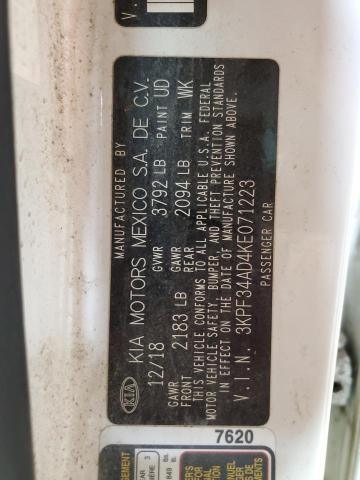 KIA
MANUFACTURED BY
KIA MOTORS MEXICO S.A. DE C.V.
12/18 GVWR 3792 LB PAINT UD
GAWR FRONT 2183 LB GAWR REAR 2094 LB TRIM WK
THIS VEHICLE CONFORMS TO ALL APPLICABLE U.S.A. FEDERAL
MOTOR VEHICLE SAFETY, BUMPER, AND THEFT PREVENTION STANDARDS
IN EFFECT ON THE DATE OF MANUFACTURE SHOWN ABOVE.
V.I.N. 3KPF34AD4KE071223
PASSENGER CAR
7620